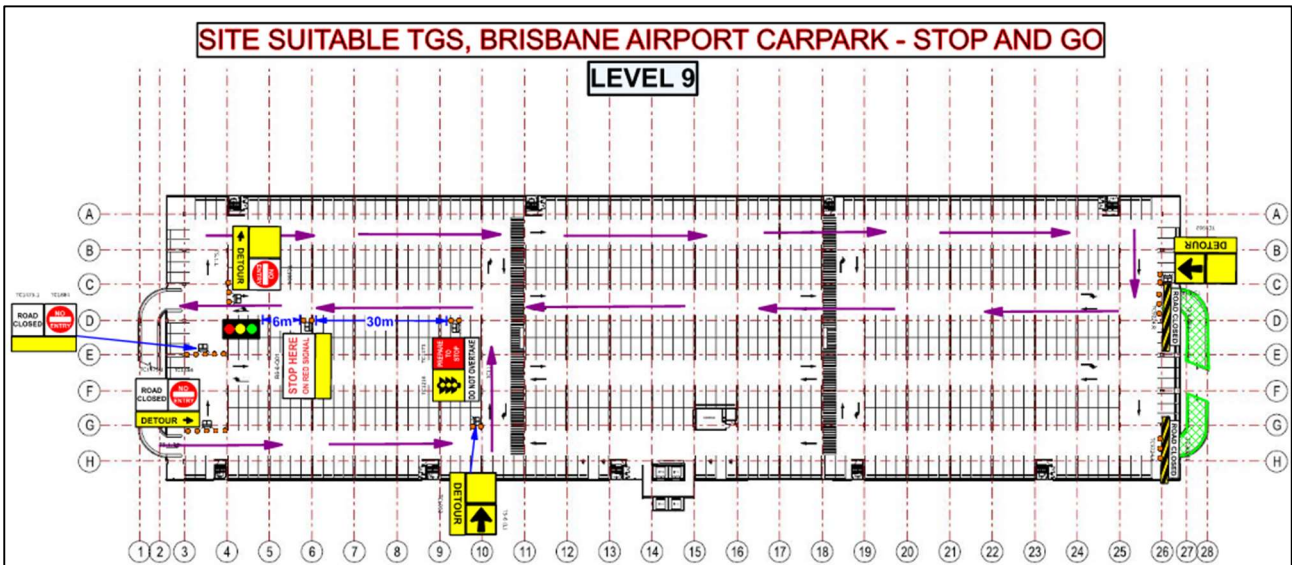 SITE SUITABLE TGS, BRISBANE AIRPORT CARPARK - STOP AND GO
LEVEL 9
A
A
DETOUR
NO ENTRY
DETOUR
B
B
C
C
ROAD CLOSED
NO ENTRY
D
6m
30m
ROAD CLOSED
D
STOP HERE
ON RED SIGNAL
PREPARE
TO
STOP
DO NOT OVERTAKE
E
E
ROAD CLOSED
NO ENTRY
DETOUR
F
F
G
G
ROAD CLOSED
H
H
DETOUR
1 2 3 4 5 6 7 8 9 10 11 12 13 14 15 16 17 18 19 20 21 22 23 24 25 26 27 28